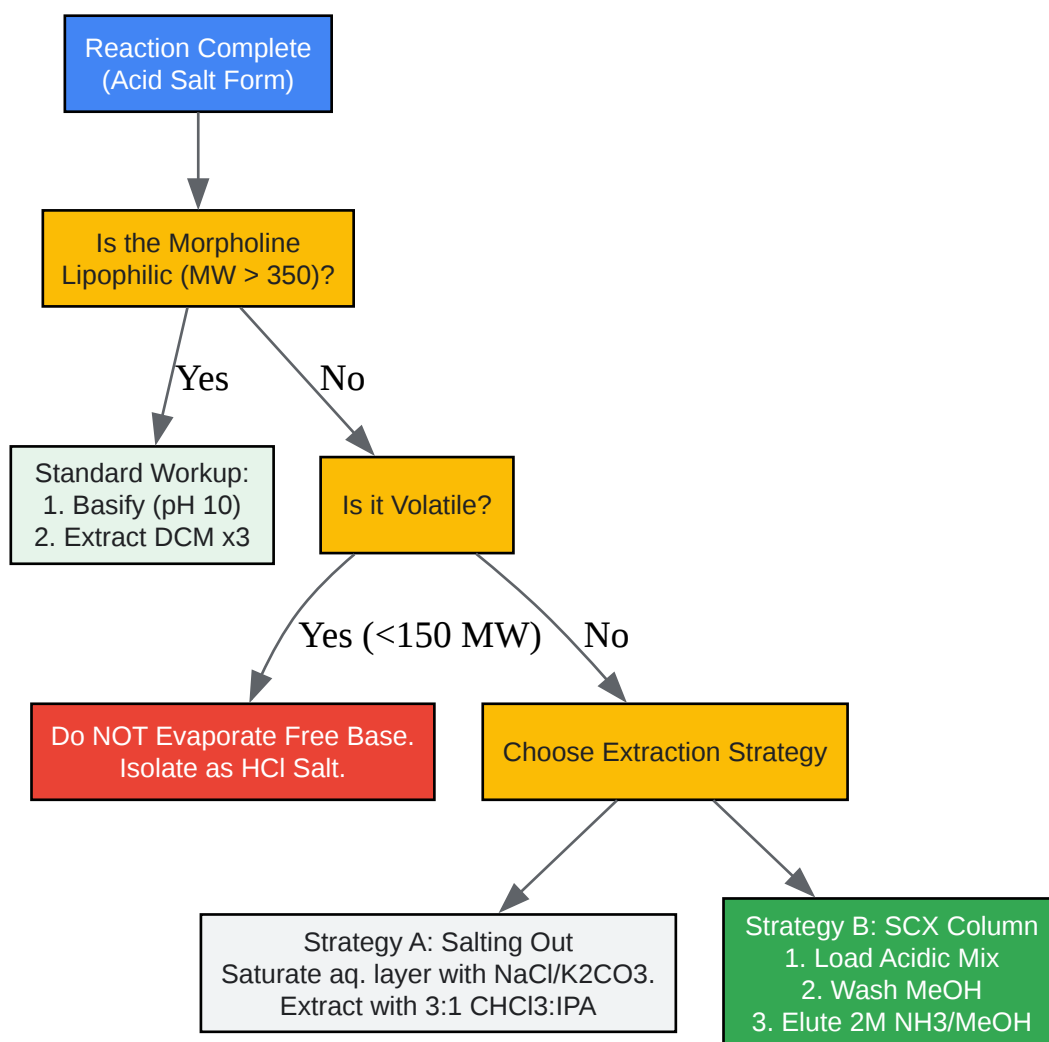 Reaction Complete
(Acid Salt Form)
Is the Morpholine
Lipophilic (MW > 350)?
Yes
No
Standard Workup:
1. Basify (pH 10)
2. Extract DCM x3
Is it Volatile?
Yes (<150 MW)
No
Do NOT Evaporate Free Base.
Isolate as HCl Salt.
Choose Extraction Strategy
Strategy A: Salting Out
Saturate aq. layer with NaCl/K2CO3.
Extract with 3:1 CHCl3:IPA
Strategy B: SCX Column
1. Load Acidic Mix
2. Wash MeOH
3. Elute 2M NH3/MeOH